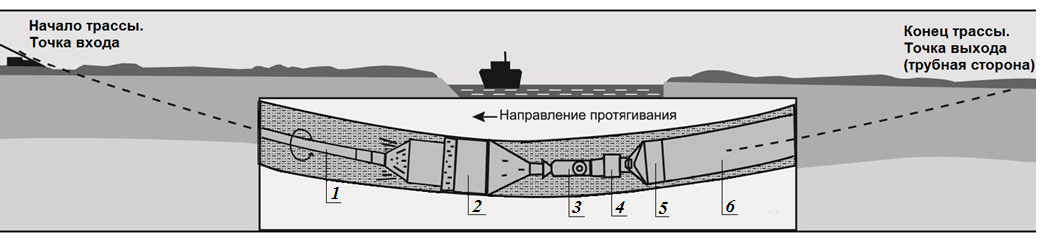 Начало трассы.
Точка входа
Конец трассы.
Точка выхода
(трубная сторона)
Направление протягивания
1
2
3
4
5
6